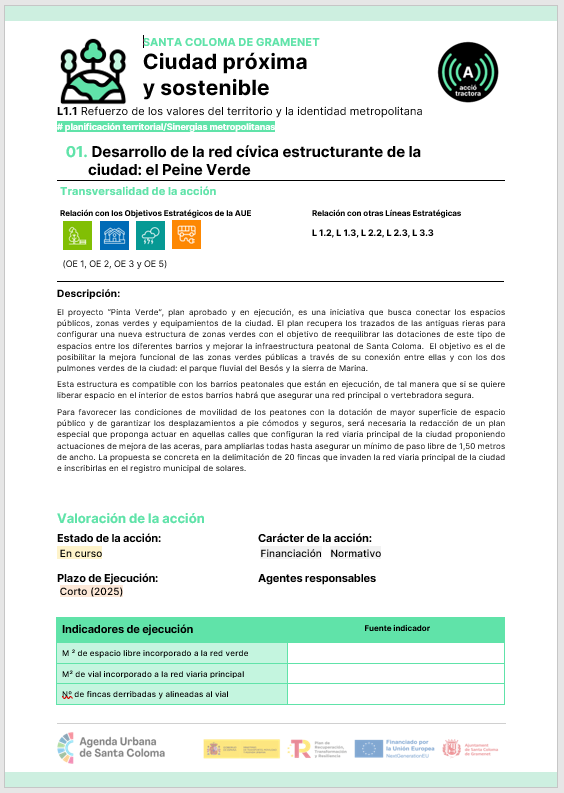 SANTA COLOMA DE GRAMENET
Ciudad próxima
y sostenible
A
acció
tractora
L1.1 Refuerzo de los valores del territorio y la identidad metropolitana
# planificación territorial/Sinergias metropolitanas
01. Desarrollo de la red cívica estructurante de la
ciudad: el Peine Verde
Transversalidad de la acción
Relación con los Objetivos Estratégicos de la AUE
Relación con otras Líneas Estratégicas
L 1.2, L 1.3, L 2.2, L 2.3, L 3.3
(OE 1, OE 2, OE 3 y OE 5)
Descripción:
El proyecto "Pinta Verde", plan aprobado y en ejecución, es una iniciativa que busca conectar los espacios
públicos, zonas verdes y equipamientos de la ciudad. El plan recupera los trazados de las antiguas rieras para
configurar una nueva estructura de zonas verdes con el objetivo de reequilibrar las dotaciones de este tipo de
espacios entre los diferentes barrios y mejorar la infraestructura peatonal de Santa Coloma. El objetivo es el de
posibilitar la mejora funcional de las zonas verdes públicas a través de su conexión entre ellas y con los dos
pulmones verdes de la ciudad: el parque fluvial del Besós y la sierra de Marina.
Esta estructura es compatible con los barrios peatonales que están en ejecución, de tal manera que si se quiere
liberar espacio en el interior de estos barrios habrá que asegurar una red principal o vertebradora segura.
Para favorecer las condiciones de movilidad de los peatones con la dotación de mayor superficie de espacio
público y de garantizar los desplazamientos a pie cómodos y seguros, será necesaria la redacción de un plan
especial que proponga actuar en aquellas calles que configuran la red viaria principal de la ciudad proponiendo
actuaciones de mejora de las aceras, para ampliarlas todas hasta asegurar un mínimo de paso libre de 1,50 metros
de ancho. La propuesta se concreta en la delimitación de 20 fincas que invaden la red viaria principal de la ciudad
e inscribirlas en el registro municipal de solares.
Valoración de la acción
Estado de la acción:
Carácter de la acción:
En curso
Financiación Normativo
Plazo de Ejecución:
Agentes responsables
Corto (2025)
Indicadores de ejecución
Fuente indicador
M ² de espacio libre incorporado a la red verde
M² de vial incorporado a la red viaria principal
Nº de fincas derribadas y alineadas al vial
Agenda Urbana
de Santa Coloma
Plan de
Recuperación,
Transformación
y Resiliencia
Financiado por
la Unión Europea
NextGenerationEU
Ajuntament
de Santa Coloma
de Gramenet